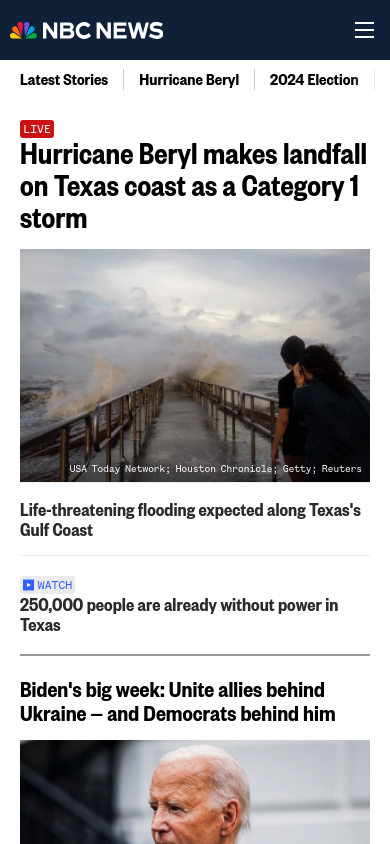 NBC NEWS
Latest Stories
Hurricane Beryl
2024 Election
LIVE
Hurricane Beryl makes landfall
on Texas coast as a Category 1
storm
USA Today Network; Houston Chronicle; Getty; Reuters
Life-threatening flooding expected along Texas's
Gulf Coast
WATCH
250,000 people are already without power in
Texas
Biden's big week: Unite allies behind
Ukraine — and Democrats behind him